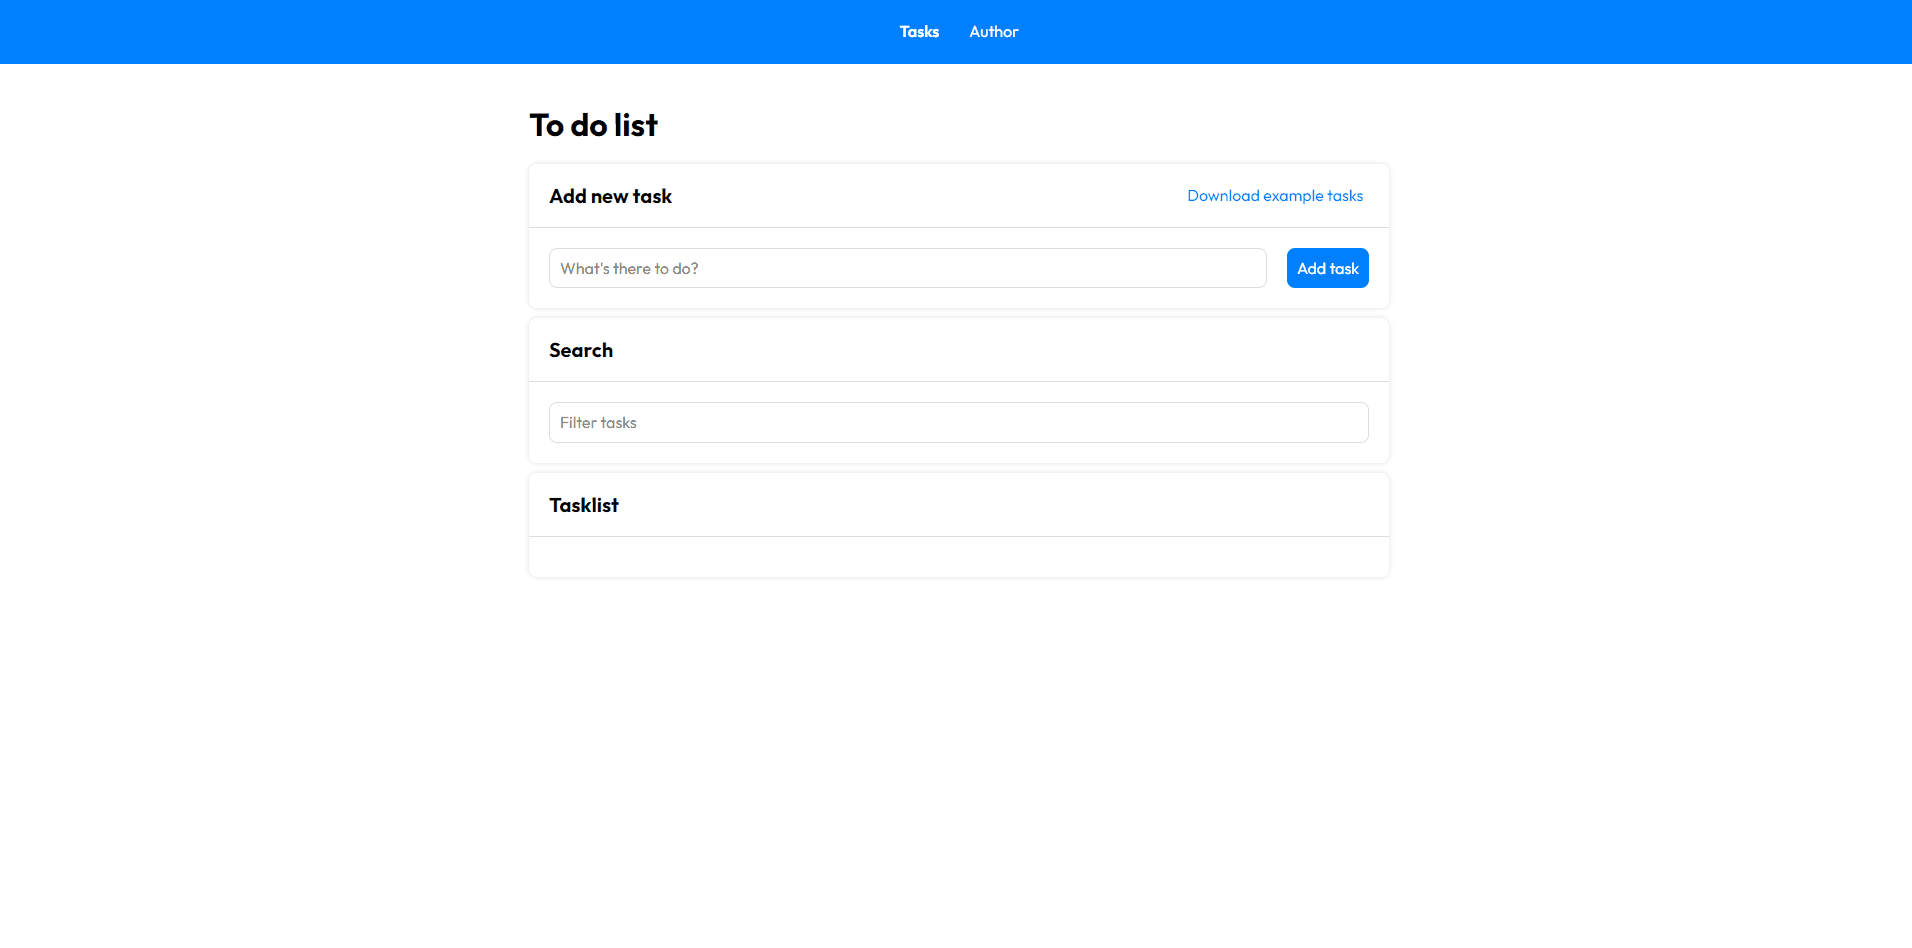 Tasks Author
To do list
Add new task Download example tasks
What's there to do? Add task
Search
Filter tasks
Tasklist